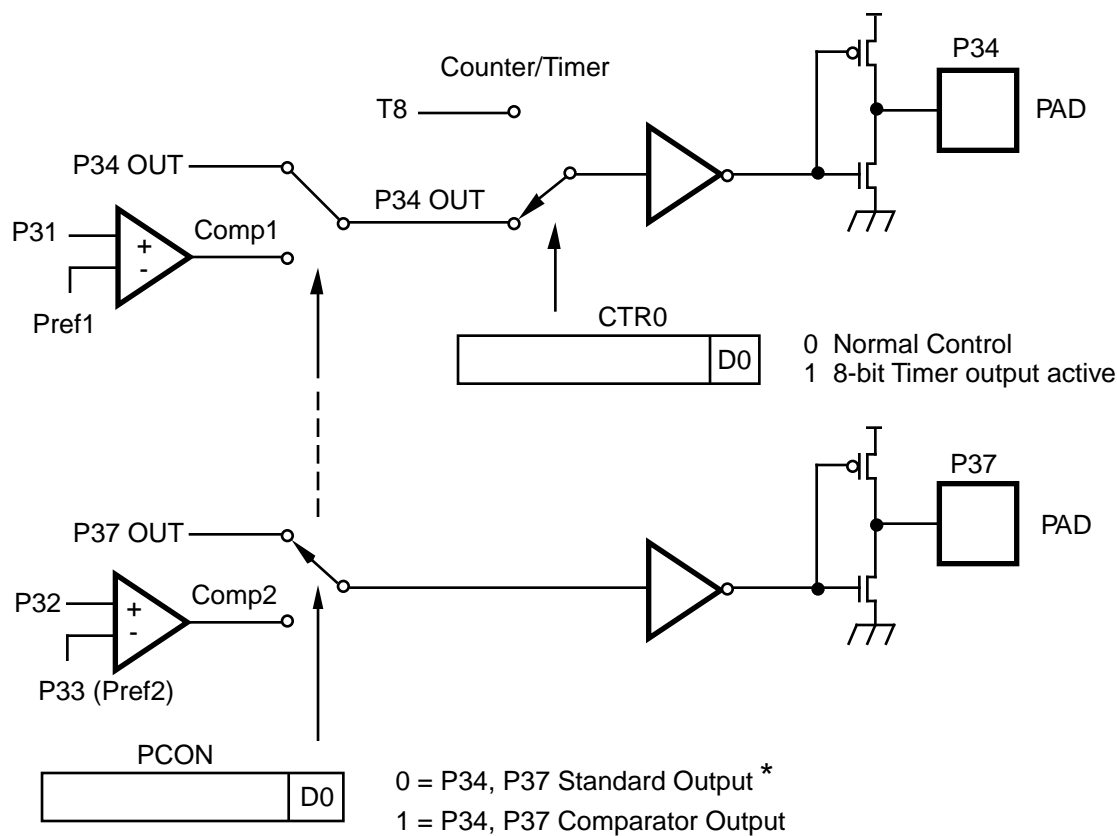 P34
Counter/Timer
T8
PAD
P34 OUT
P34 OUT
P31
Comp1
+
-
Pref1
CTR0
D0
0 Normal Control
1 8-bit Timer output active
P37
P37 OUT
PAD
Comp2
P32
+
-
P33 (Pref2)
PCON
D0
0 = P34, P37 Standard Output *
1 = P34, P37 Comparator Output